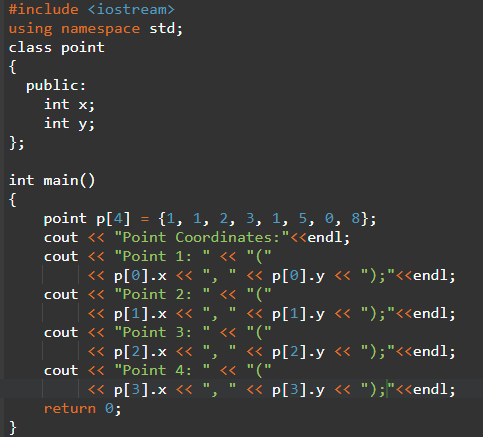 #include <iostream>
using namespace std;
class point
{
  public:
    int x;
    int y;
};

int main()
{
    point p[4] = {1, 1, 2, 3, 1, 5, 0, 8};
    cout << "Point Coordinates:"<<endl;
    cout << "Point 1: " << "("
         << p[0].x << ", " << p[0].y << ");"<<endl;
    cout << "Point 2: " << "("
         << p[1].x << ", " << p[1].y << ");"<<endl;
    cout << "Point 3: " << "("
         << p[2].x << ", " << p[2].y << ");"<<endl;
    cout << "Point 4: " << "("
         << p[3].x << ", " << p[3].y << ");"<<endl;
    return 0;
}